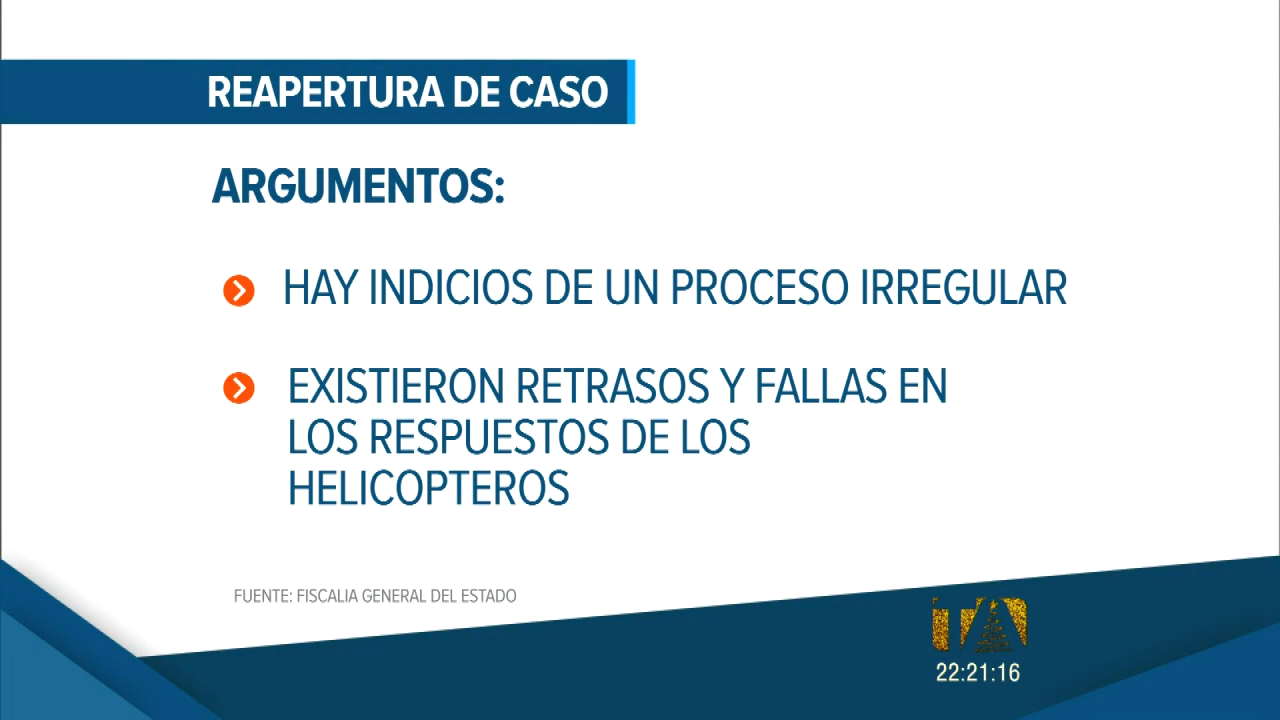 REAPERTURA DE CASO
ARGUMENTOS:
HAY INDICIOS DE UN PROCESO IRREGULAR
EXISTIERON RETRASOS Y FALLAS EN
LOS RESPUESTOS DE LOS
HELICOPTEROS
FUENTE: FISCALIA GENERAL DEL ESTADO
22:21:16